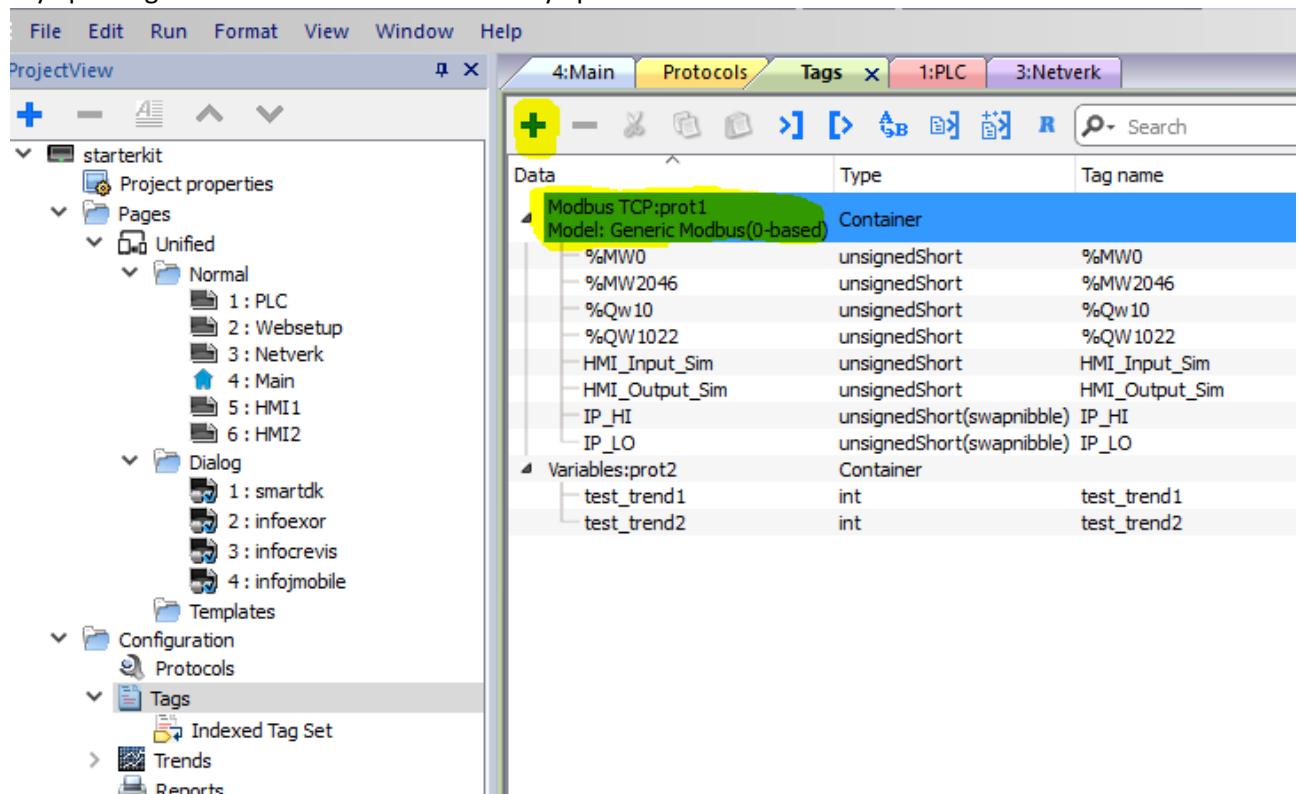 File Edit Run Format View Window Help
ProjectView
4:Main Protocols Tags 1:PLC 3:Netverk
Search
starterkit
Project properties
Pages
Unified
Normal
1 : PLC
2 : Websetup
3 : Netverk
4 : Main
5 : HMI1
6 : HMI2
Dialog
1 : smartdk
2 : infoexor
3 : infocrevis
4 : infojmobile
Templates
Configuration
Protocols
Tags
Indexed Tag Set
Trends
Reports
Data Type Tag name
Modbus TCP:prot1
Model: Generic Modbus(0-based) Container
%MW0 unsignedShort %MW0
%MW2046 unsignedShort %MW2046
%Qw10 unsignedShort %Qw10
%QW1022 unsignedShort %QW1022
HMI_Input_Sim unsignedShort HMI_Input_Sim
HMI_Output_Sim unsignedShort HMI_Output_Sim
IP_HI unsignedShort(swapnibble) IP_HI
IP_LO unsignedShort(swapnibble) IP_LO
Variables:prot2 Container
test_trend1 int test_trend1
test_trend2 int test_trend2